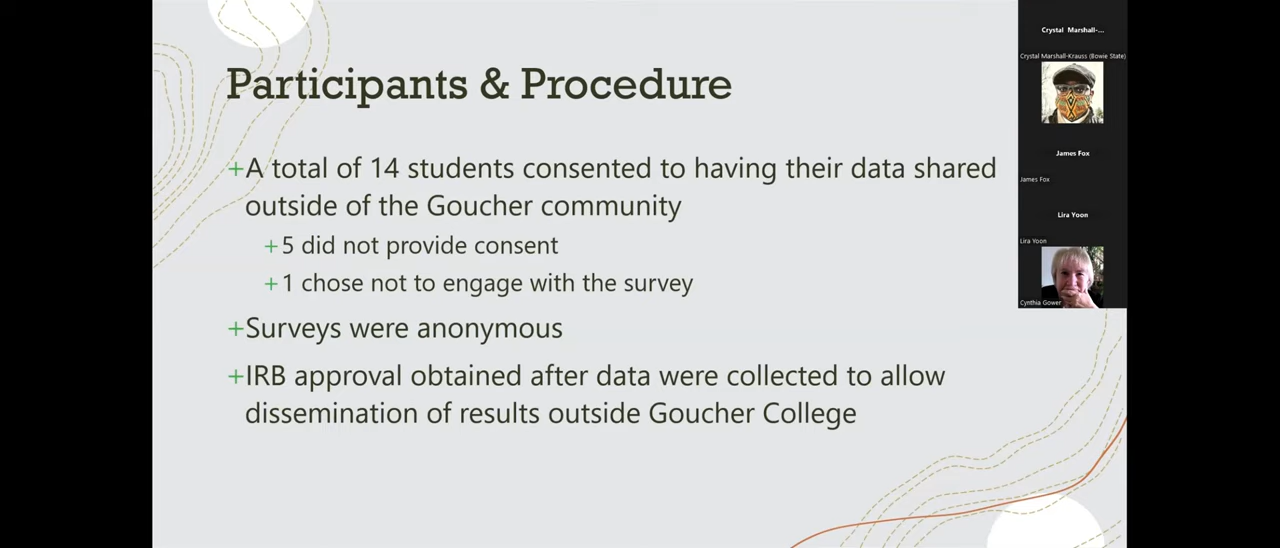 Participants & Procedure
+A total of 14 students consented to having their data shared
outside of the Goucher community
+5 did not provide consent
+1 chose not to engage with the survey
+Surveys were anonymous
+IRB approval obtained after data were collected to allow
dissemination of results outside Goucher College
Crystal Marshall-...
Crystal Marshall-Krauss (Bowie State)
James Fox
James Fox
Lira Yoon
Lira Yoon
Cynthia Gower